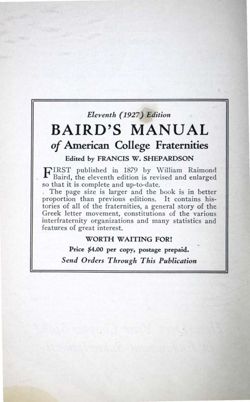 Eleventh (1927) Edition
BAIRD'S MANUAL
of American College Fraternities
Edited by FRANCIS W. SHEPARDSON
FIRST published in 1879 by William Raimond
Baird, the eleventh edition is revised and enlarged
so that it is complete and up-to-date.
The page size is larger and the book is in better
proportion than previous editions. It contains his-
tories of all of the fraternities, a general story of the
Greek letter movement, constitutions of the various
interfraternity organizations and many statistics and
features of great interest.
WORTH WAITING FOR!
Price $4.00 per copy, postage prepaid.
Send Orders Through This Publication